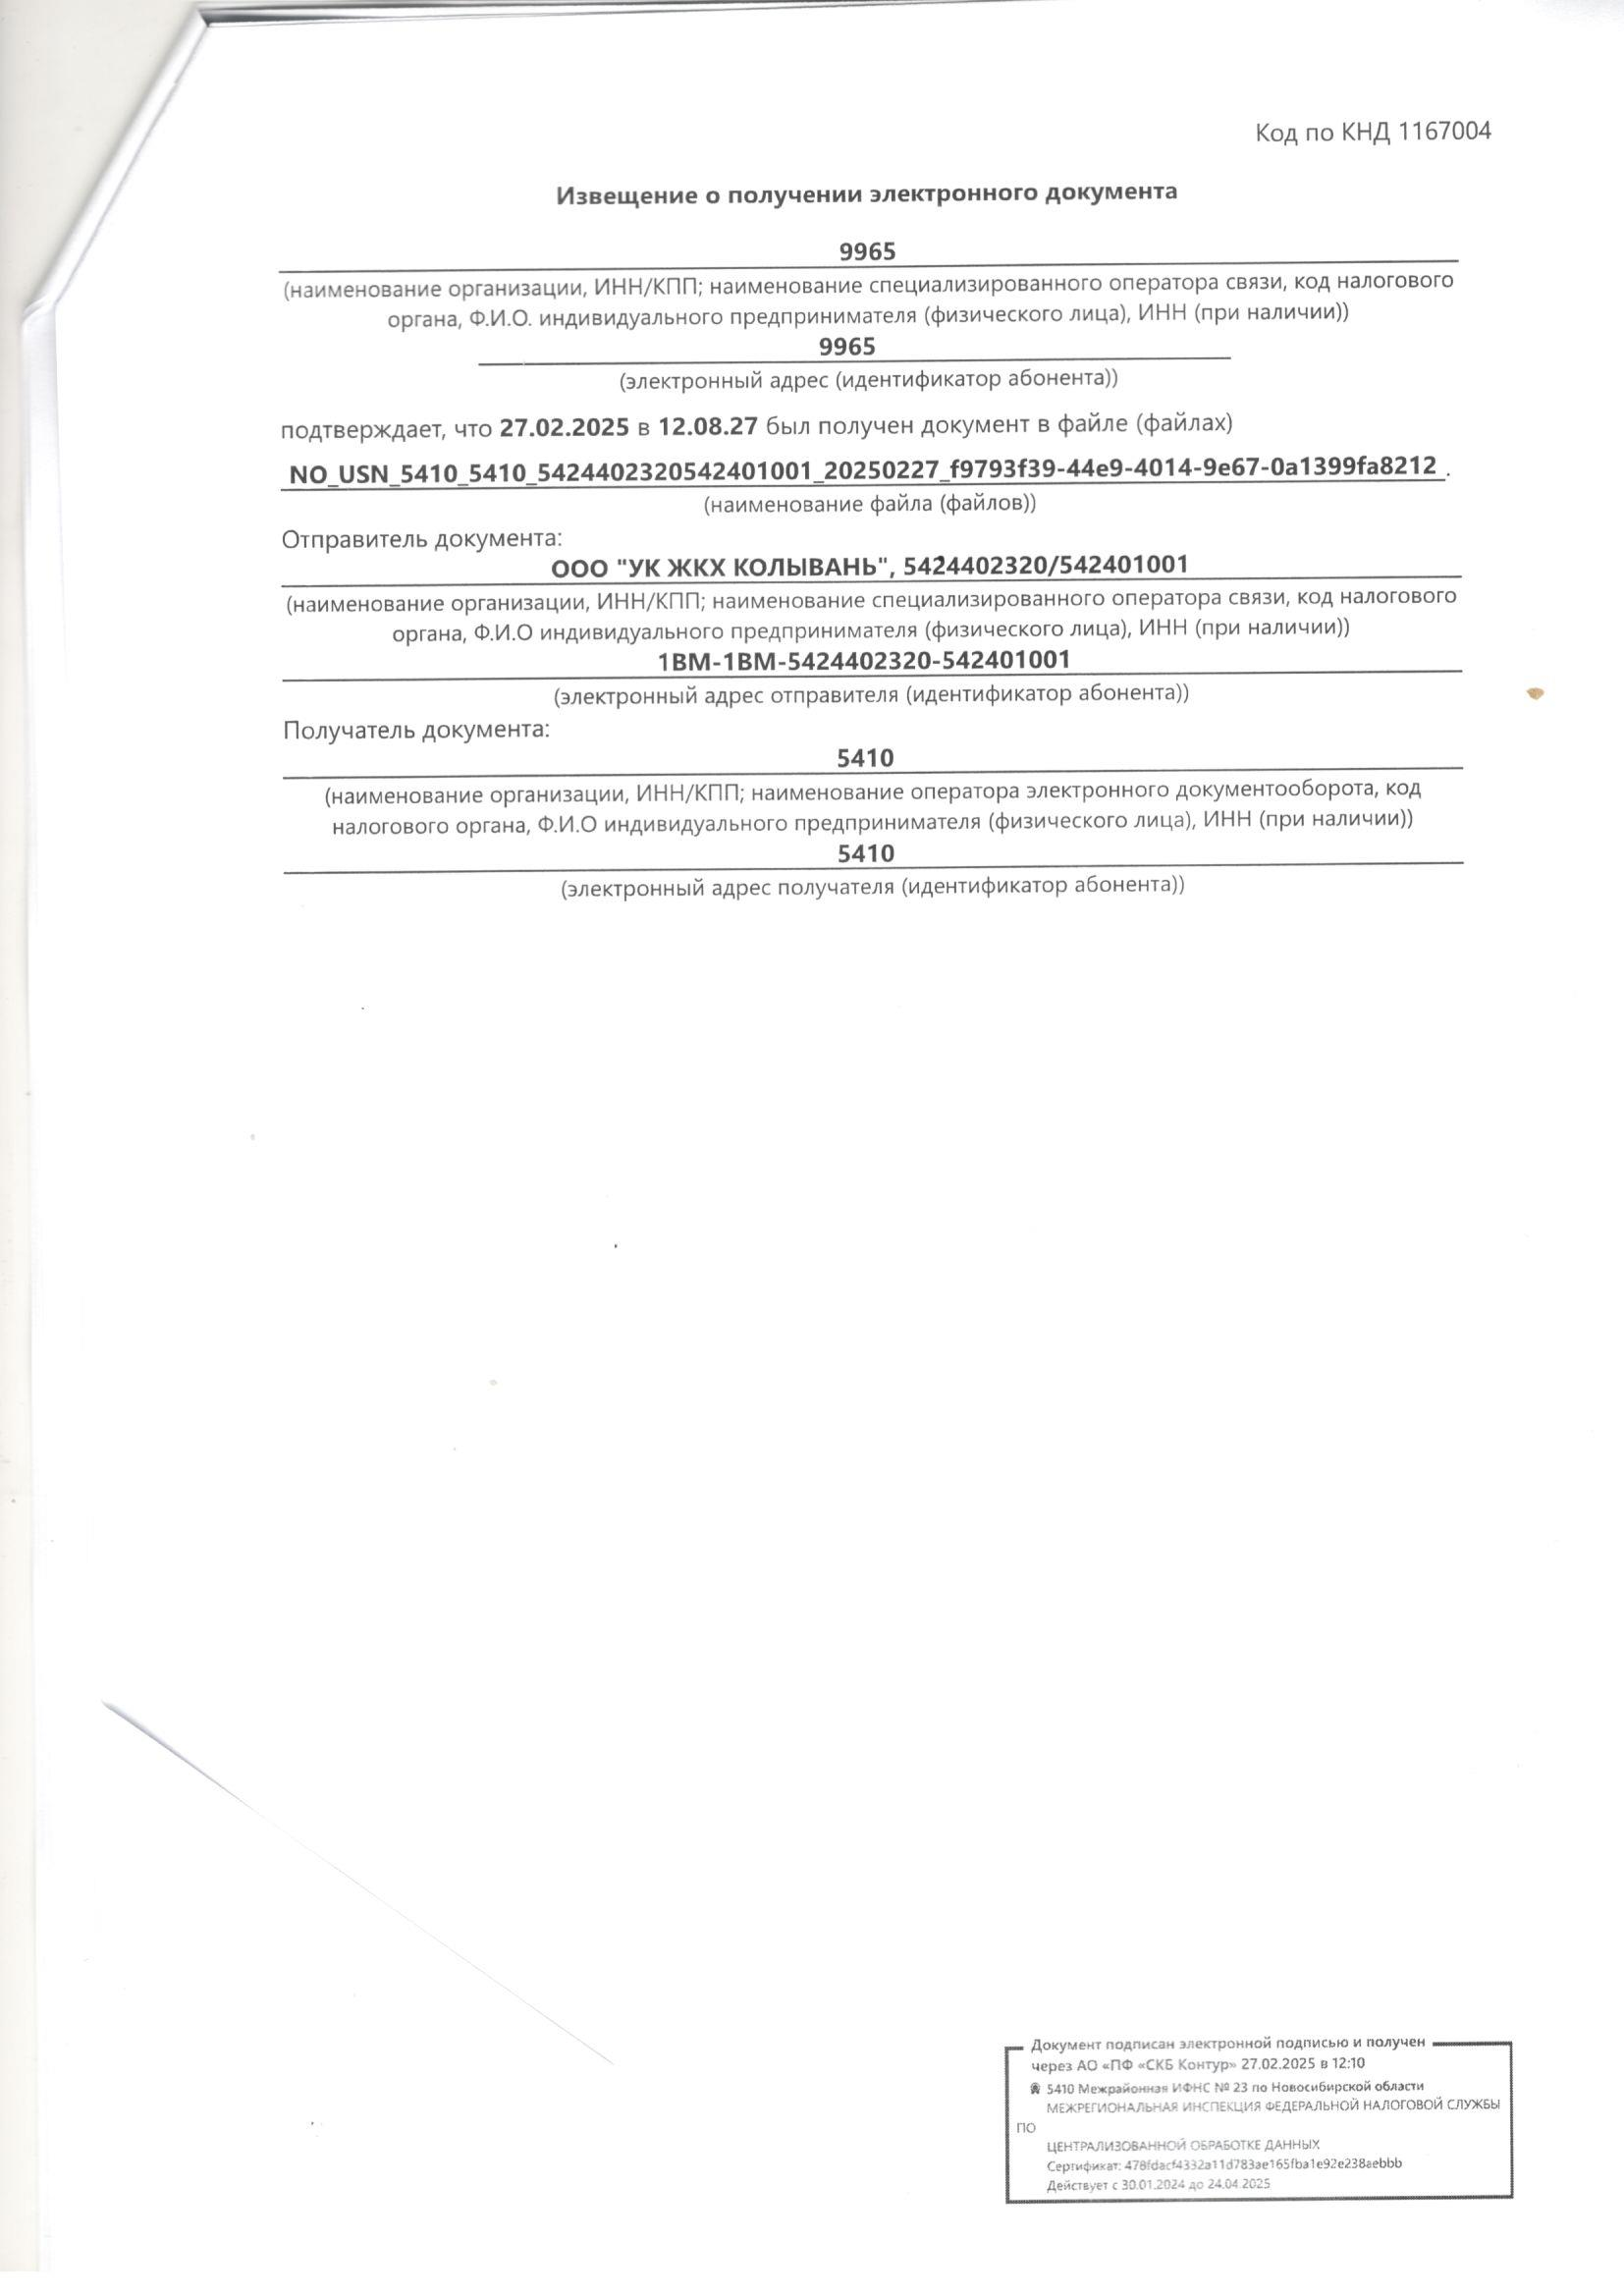 Код по КНД 1167004
Извещение о получении электронного документа
9965
(наименование организации, ИНН/КПП; наименование специализированного оператора связи, код налогового
органа, Ф.И.О. индивидуального предпринимателя (физического лица), ИНН (при наличии))
9965
(электронный адрес (идентификатор абонента))
подтверждает, что 27.02.2025 в 12.08.27 был получен документ в файле (файлах)
NO_USN_5410_5410_5424402320542401001_20250227_f9793f39-44e9-4014-9e67-0a1399fa8212 .
(наименование файла (файлов))
Отправитель документа:
ООО "УК ЖКХ КОЛЫВАНЬ", 5424402320/542401001
(наименование организации, ИНН/КПП; наименование специализированного оператора связи, код налогового
органа, Ф.И.О индивидуального предпринимателя (физического лица), ИНН (при наличии))
1BM-1BM-5424402320-542401001
(электронный адрес отправителя (идентификатор абонента))
Получатель документа:
5410
(наименование организации, ИНН/КПП; наименование оператора электронного документооборота, код
налогового органа, Ф.И.О индивидуального предпринимателя (физического лица), ИНН (при наличии))
5410
(электронный адрес получателя (идентификатор абонента))
Документ подписан электронной подписью и получен
через АО «ПФ «СКБ Контур» 27.02.2025 в 12:10
5410 Межрайонная ИФНС № 23 по Новосибирской области
МЕЖРЕГИОНАЛЬНАЯ ИНСПЕКЦИЯ ФЕДЕРАЛЬНОЙ НАЛОГОВОЙ СЛУЖБЫ
ПО
ЦЕНТРАЛИЗОВАННОЙ ОБРАБОТКЕ ДАННЫХ
Сертификат: 478fdacf4332a11d783ae165fba1e92e238aebbb
Действует с 30.01.2024 до 24.04.2025